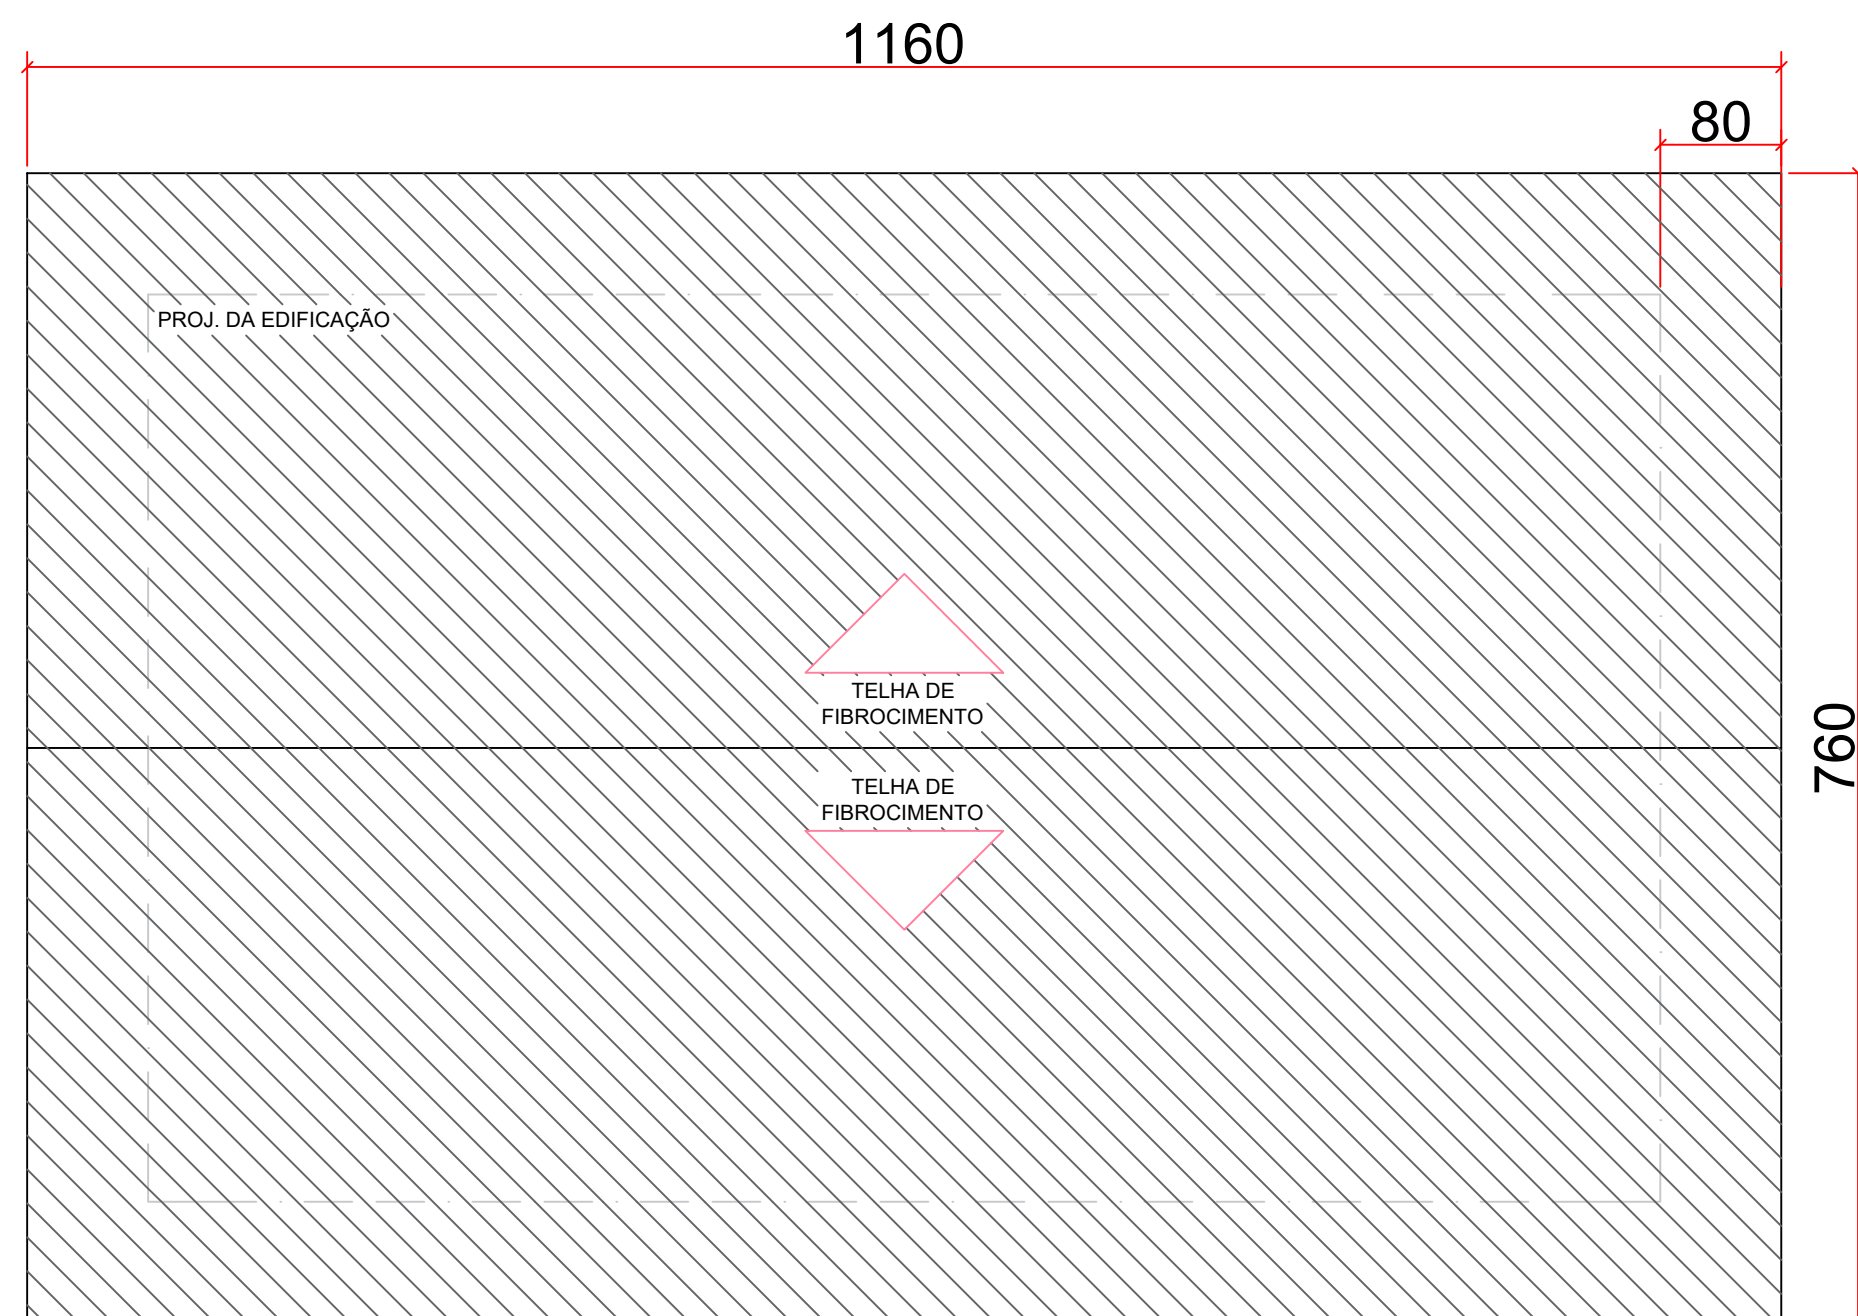 1160
80
PROJ. DA EDIFICAÇÃO
TELHA DE
FIBROCIMENTO
760
TELHA DE
FIBROCIMENTO